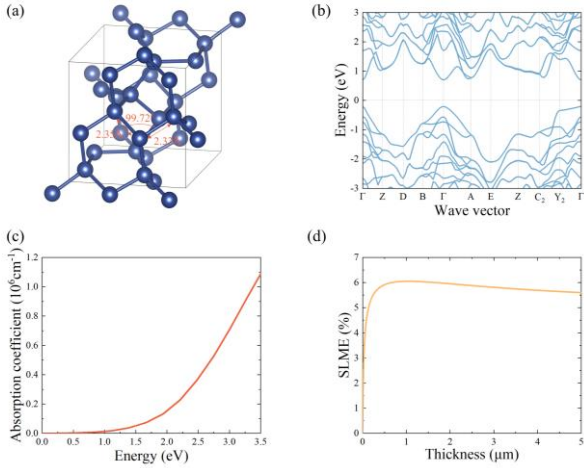 (a)
99.72
2.35
(b)
Energy (eV)
3
2
1
0
-1
-2
-3
Γ Z D B Γ A E Z C₂ Y₂ Γ
Wave vector
(c)
Absorption coefficient (10⁶cm⁻¹)
1.2
1.0
0.8
0.6
0.4
0.2
0.0
0.0 0.5 1.0 1.5 2.0 2.5 3.0 3.5
Energy (eV)
(d)
SLME (%)
7
6
5
4
3
2
1
0
0 1 2 3 4 5
Thickness (μm)